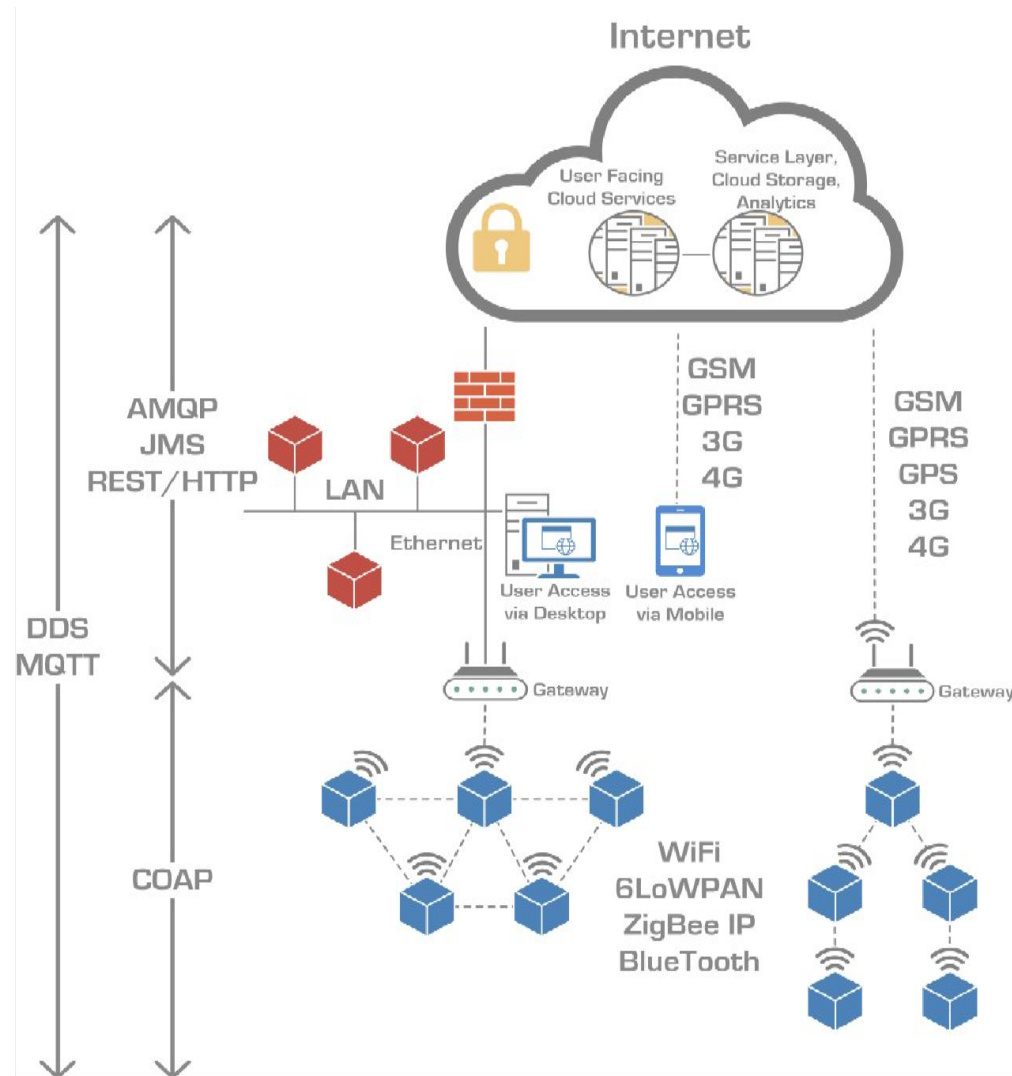 Internet
User Facing
Cloud Services
Service Layer,
Cloud Storage,
Analytics
AMQP
JMS
REST/HTTP
LAN
Ethernet
GSM
GPRS
3G
4G
GSM
GPRS
GPS
3G
4G
User Access
via Desktop
User Access
via Mobile
DDS
MQTT
Gateway
Gateway
COAP
WiFi
6LoWPAN
ZigBee IP
BlueTooth